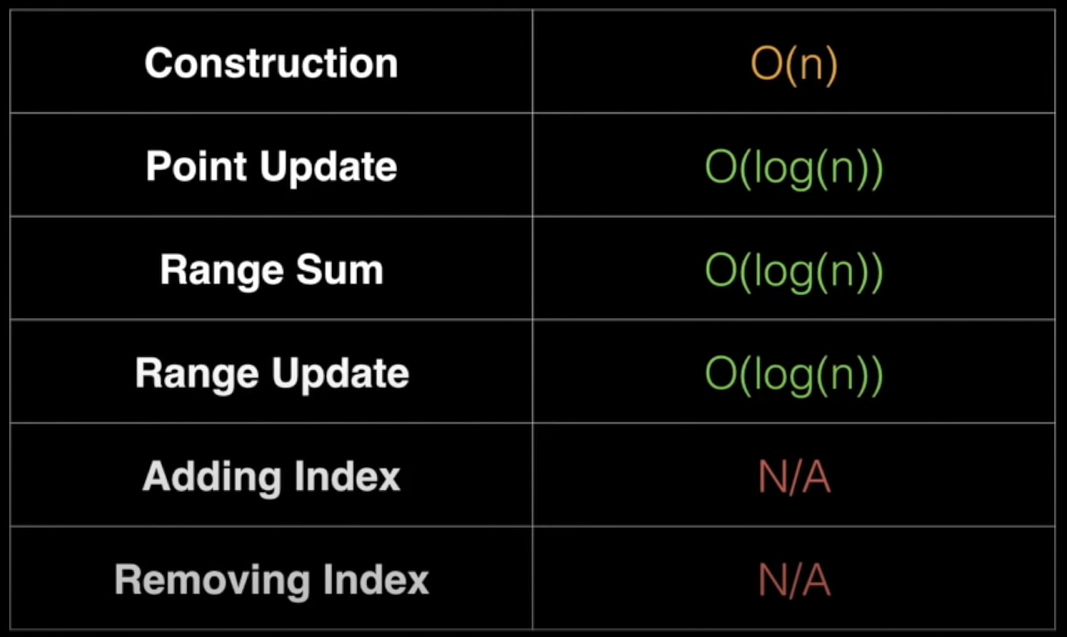 Construction O(n)
Point Update O(log(n))
Range Sum O(log(n))
Range Update O(log(n))
Adding Index N/A
Removing Index N/A